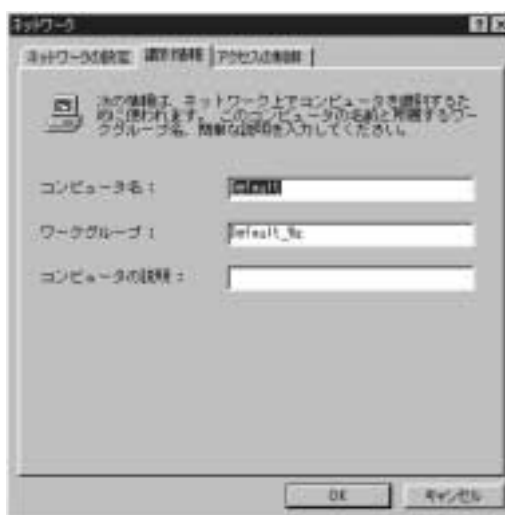 ネットワーク
ネットワークの設定 識別情報 アクセスの制御
次の情報は、ネットワーク上でコンピュータを識別するた
めに使われます。このコンピュータの名前と所属するワー
クグループ名、簡単な説明を入力してください。
コンピュータ名：
Default
ワークグループ：
コンピュータの説明：
OK キャンセル